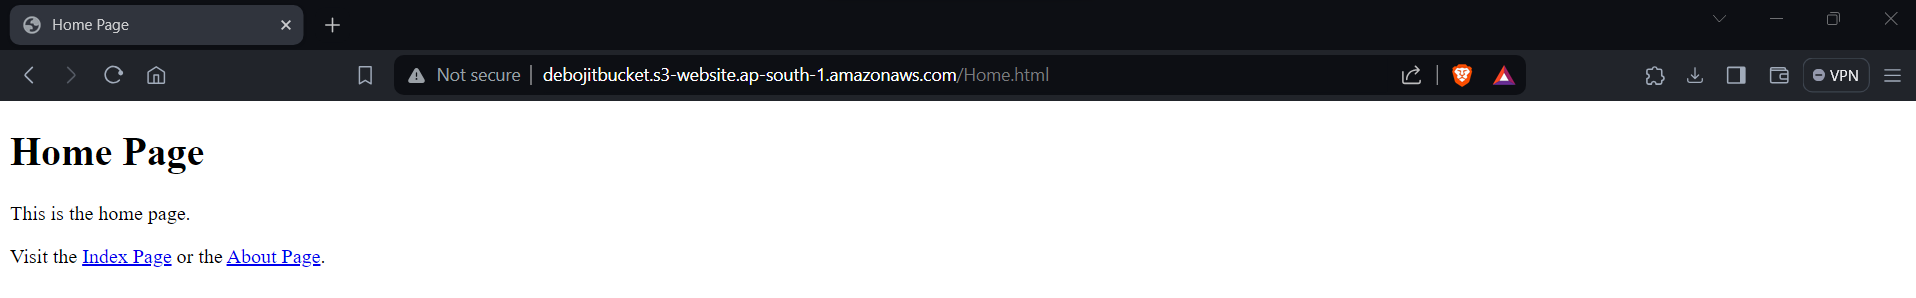 Home Page
Not secure debojitbucket.s3-website.ap-south-1.amazonaws.com/Home.html VPN
Home Page
This is the home page.
Visit the Index Page or the About Page.